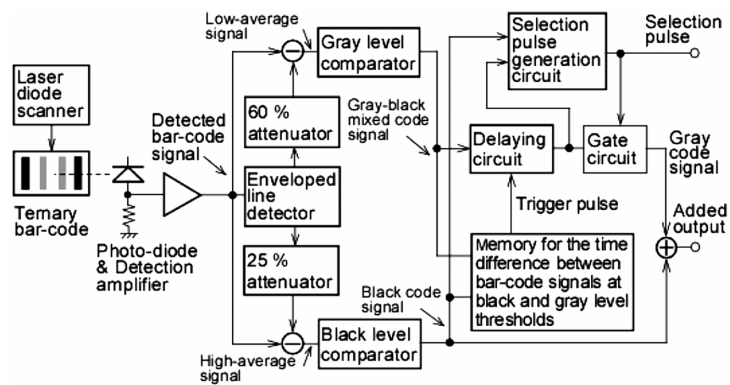 Low-average
signal
Gray level
comparator
Selection
pulse
generation
circuit
Selection
pulse
Laser
diode
scanner
Detected
bar-code
signal
60 %
attenuator
Gray-black
mixed code
signal
Delaying
circuit
Gate
circuit
Gray
code
signal
Ternary
bar-code
Enveloped
line
detector
Trigger pulse
Added
output
Photo-diode
& Detection
amplifier
25 %
attenuator
Memory for the time
difference between
bar-code signals at
black and gray level
thresholds
Black code
signal
High-average
signal
Black level
comparator